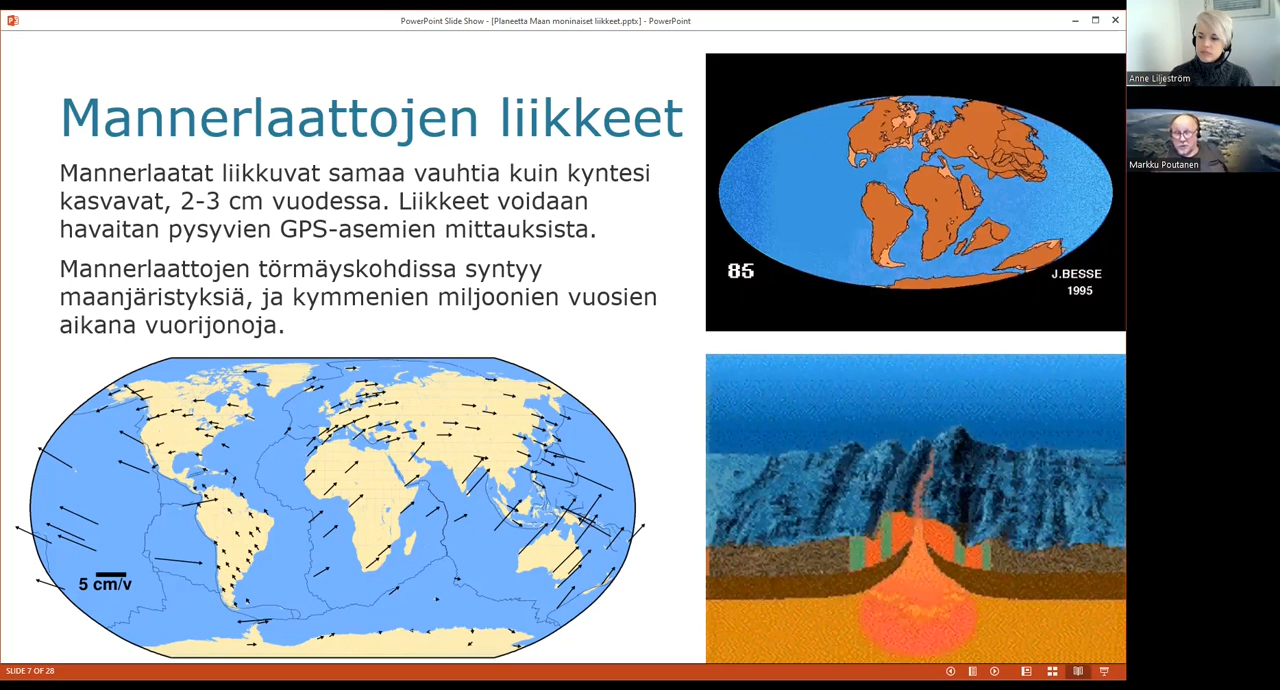 PowerPoint Slide Show - [Planeetta Maan moninaiset liikkeet.pptx] - PowerPoint
Mannerlaattojen liikkeet
Mannerlaatat liikkuvat samaa vauhtia kuin kyntesi
kasvavat, 2-3 cm vuodessa. Liikkeet voidaan
havaitan pysyvien GPS-asemien mittauksista.
Mannerlaattojen törmäyskohdissa syntyy
maanjäristyksiä, ja kymmenien miljoonien vuosien
aikana vuorijonoja.
5 cm/v
85
J.BESSE
1995
Anne Liljeström
Markku Poutanen
SLIDE 7 OF 28